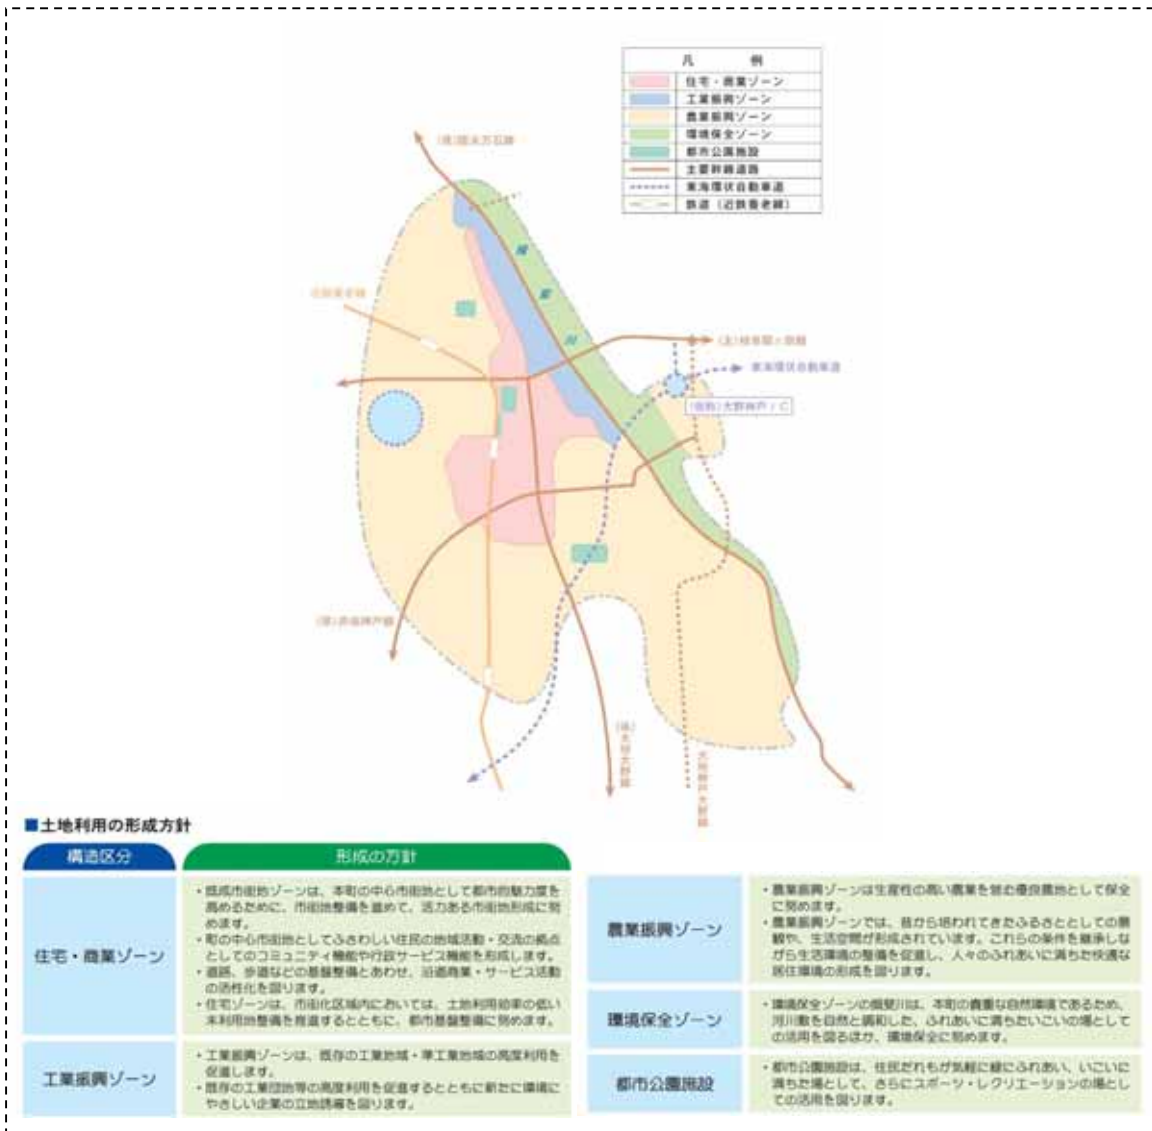 凡 例
住宅・商業ゾーン
工業振興ゾーン
農業振興ゾーン
環境保全ゾーン
都市公園施設
主要幹線道路
東海環状自動車道
鉄道（近鉄養老線）
近鉄養老線
揖
斐
川
東海環状自動車道
(仮称)大野神戸ＩＣ
(県)赤坂神戸線
■土地利用の形成方針
構造区分
形成の方針
住宅・商業ゾーン
・既成市街地ゾーンは、本町の中心市街地として都市的魅力度を
高めるために、市街地整備を進めて、活力ある市街地形成に努
めます。
・町の中心市街地としてふさわしい住民の地域活動・交流の拠点
としてのコミュニティ機能や行政サービス機能を形成します。
・道路、歩道などの基盤整備とあわせ、沿道商業・サービス活動
の活性化を図ります。
・住宅ゾーンは、市街化区域内においては、土地利用効率の低い
未利用地整備を推進するとともに、都市基盤整備に努めます。
工業振興ゾーン
・工業振興ゾーンは、既存の工業地域・準工業地域の高度利用を
促進します。
・既存の工業団地等の高度利用を促進するとともに新たに環境に
やさしい企業の立地誘導を図ります。
農業振興ゾーン
・農業振興ゾーンは生産性の高い農業を営む優良農地として保全
に努めます。
・農業振興ゾーンでは、昔から培われてきたふるさととしての景
観や、生活空間が形成されています。これらの条件を継承しな
がら生活環境の整備を促進し、人々のふれあいに満ちた快適な
居住環境の形成を図ります。
環境保全ゾーン
・環境保全ゾーンの揖斐川は、本町の貴重な自然環境であるため、
河川敷を自然と調和した、ふれあいに満ちたいこいの場として
の活用を図るほか、環境保全に努めます。
都市公園施設
・都市公園施設は、住民だれもが気軽に緑にふれあい、いこいに
満ちた場として、さらにスポーツ・レクリエーションの場とし
ての活用を図ります。